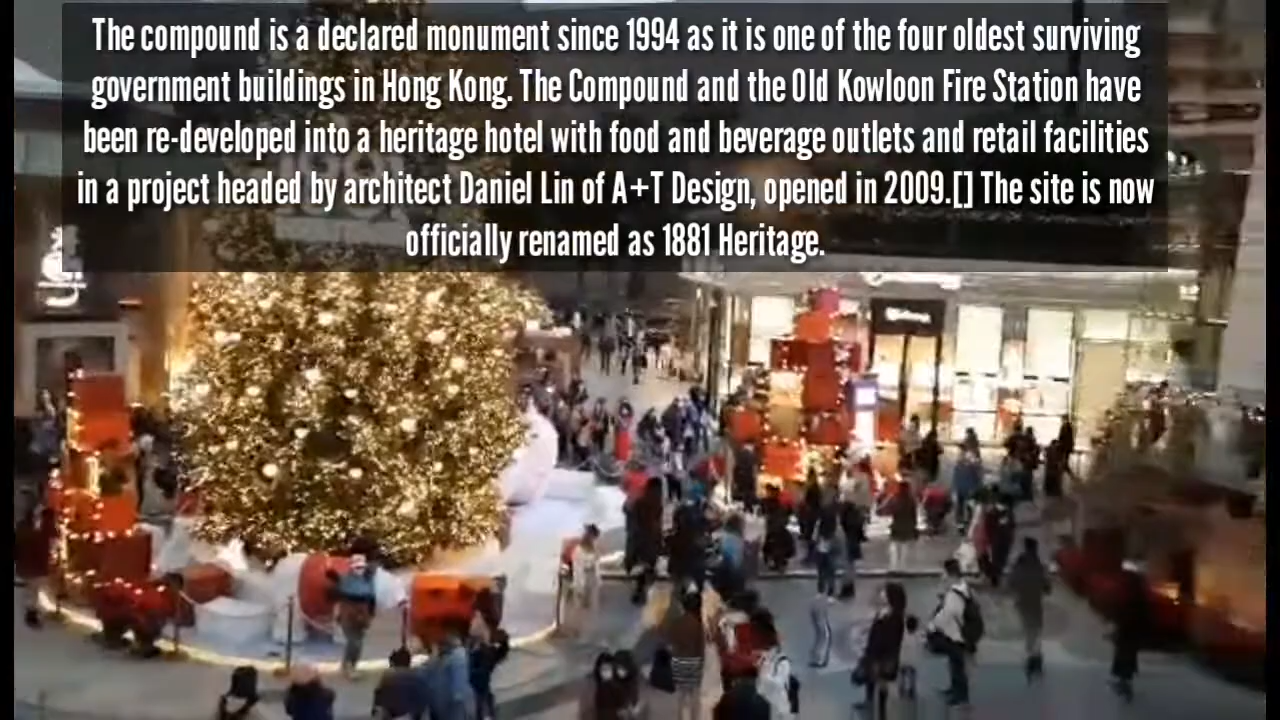 The compound is a declared monument since 1994 as it is one of the four oldest surviving
government buildings in Hong Kong. The Compound and the Old Kowloon Fire Station have
been re-developed into a heritage hotel with food and beverage outlets and retail facilities
in a project headed by architect Daniel Lin of A+T Design, opened in 2009.[] The site is now
officially renamed as 1881 Heritage.